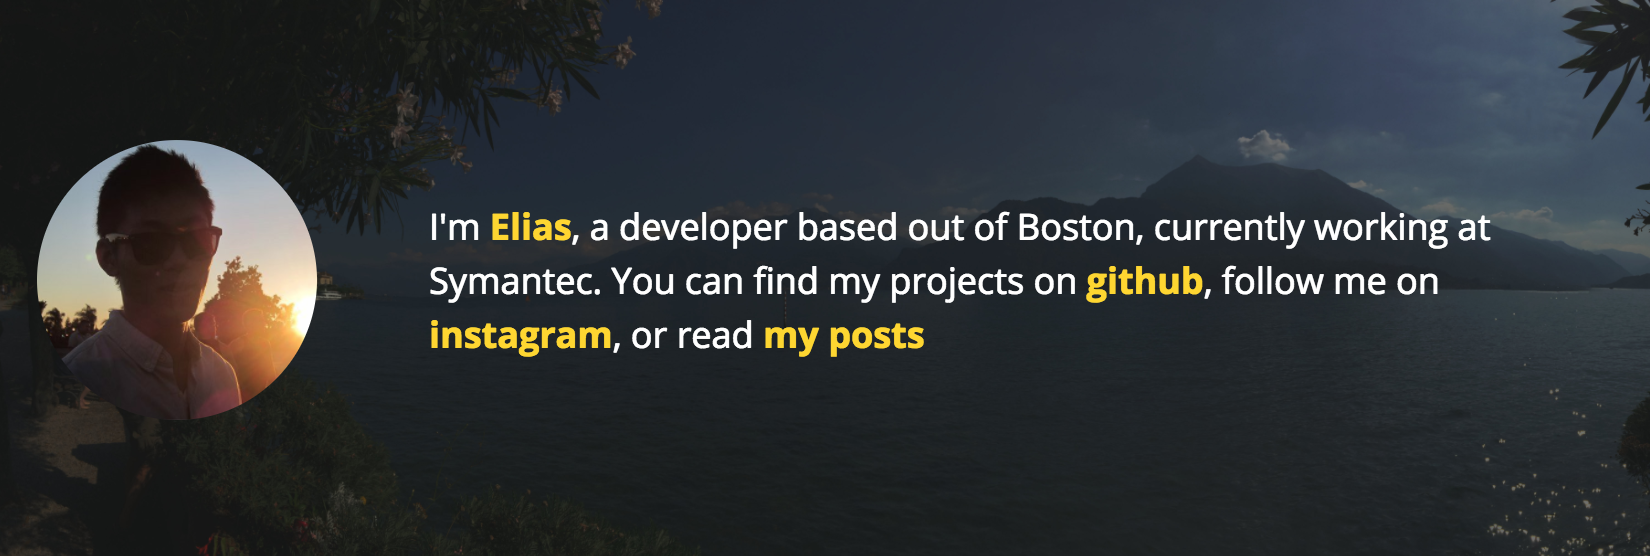 I'm Elias, a developer based out of Boston, currently working at
Symantec. You can find my projects on github, follow me on
instagram, or read my posts